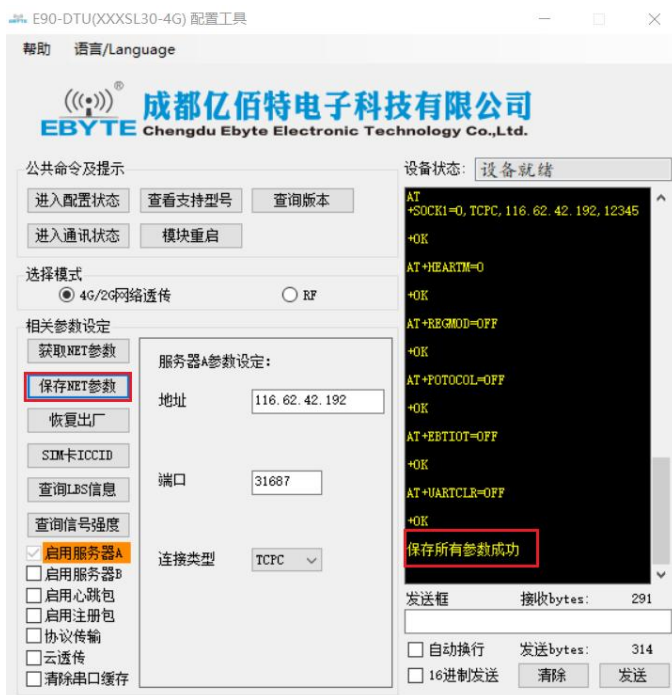 E90-DTU(XXXSL30-4G) 配置工具
帮助 语言/Language
((( ))) ®
EBYTE
成都亿佰特电子科技有限公司
Chengdu Ebyte Electronic Technology Co.,Ltd.
公共命令及提示
进入配置状态 查看支持型号 查询版本
进入通讯状态 模块重启
选择模式
4G/2G网络透传 RF
相关参数设定
获取NET参数
保存NET参数
恢复出厂
SIM卡ICCID
查询LBS信息
查询信号强度
启用服务器A
启用服务器B
启用心跳包
启用注册包
协议传输
云透传
清除串口缓存
服务器A参数设定:
地址 116.62.42.192
端口 31687
连接类型 TCPC
设备状态: 设备就绪
AT
+SOCK1=0,TCPC,116.62.42.192,12345
+OK
AT+HEARTM=0
+OK
AT+REGMOD=OFF
+OK
AT+POTOCOL=OFF
+OK
AT+EBTIOT=OFF
+OK
AT+UARTCLR=OFF
+OK
保存所有参数成功
发送框 接收bytes: 291
自动换行 发送bytes: 314
16进制发送 清除 发送